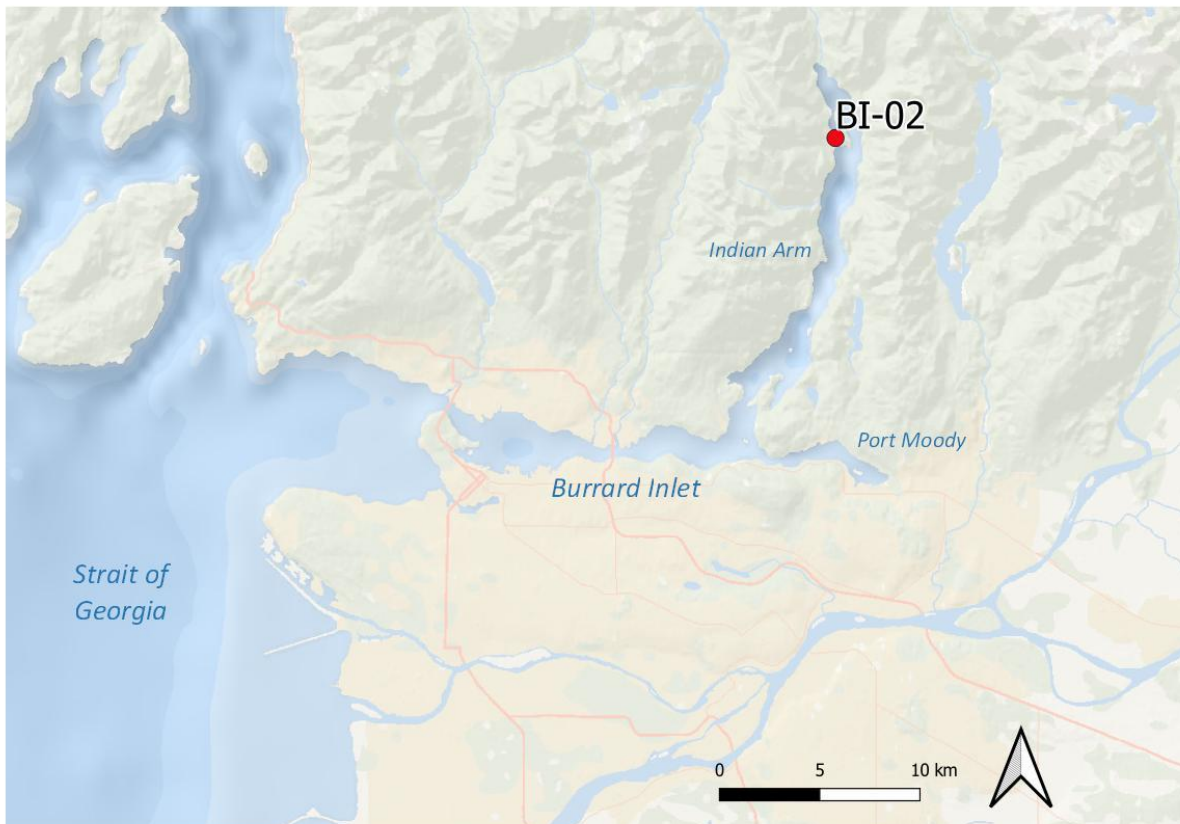 BI-02
Indian Arm
Port Moody
Burrard Inlet
Strait of
Georgia
0 5 10 km